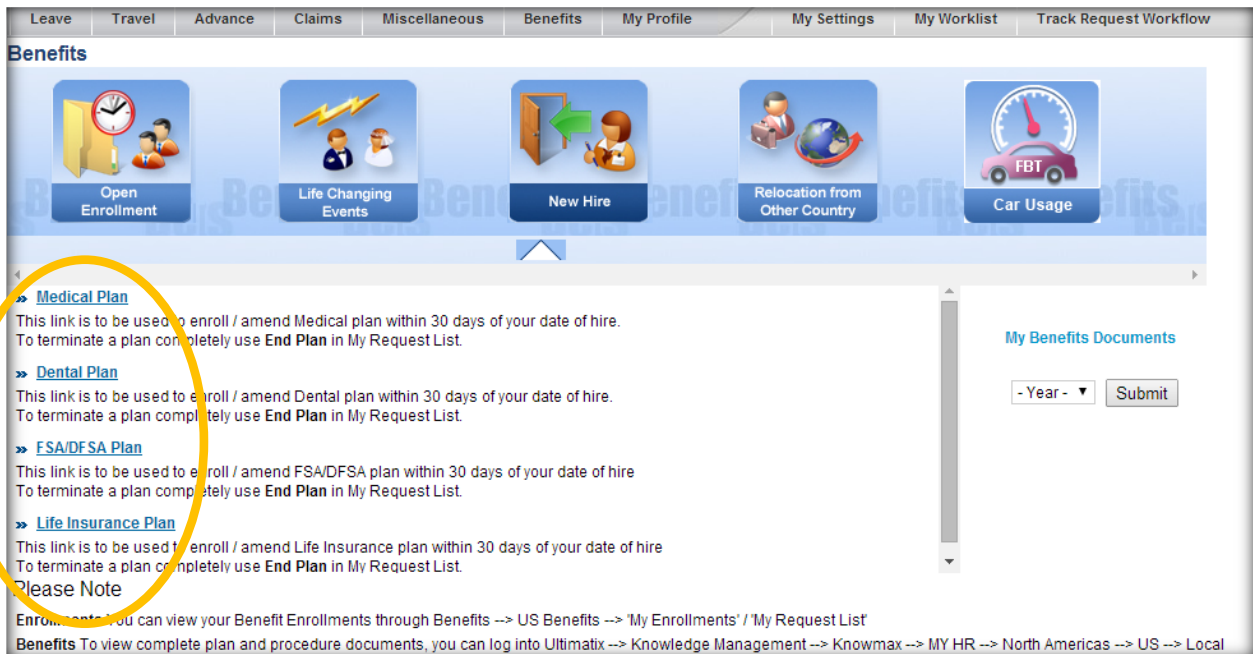 Leave Travel Advance Claims Miscellaneous Benefits My Profile My Settings My Worklist Track Request Workflow
Benefits
Open Enrollment
Life Changing Events
New Hire
Relocation from Other Country
FBT
Car Usage
» Medical Plan
This link is to be used to enroll / amend Medical plan within 30 days of your date of hire.
To terminate a plan completely use End Plan in My Request List.
» Dental Plan
This link is to be used to enroll / amend Dental plan within 30 days of your date of hire.
To terminate a plan completely use End Plan in My Request List.
» FSA/DFSA Plan
This link is to be used to enroll / amend FSA/DFSA plan within 30 days of your date of hire
To terminate a plan completely use End Plan in My Request List.
» Life Insurance Plan
This link is to be used to enroll / amend Life Insurance plan within 30 days of your date of hire
To terminate a plan completely use End Plan in My Request List.
My Benefits Documents
- Year - Submit
Please Note
Enrollments You can view your Benefit Enrollments through Benefits --> US Benefits --> 'My Enrollments' / 'My Request List'
Benefits To view complete plan and procedure documents, you can log into Ultimatix --> Knowledge Management --> Knowmax --> MY HR --> North Americas --> US --> Local